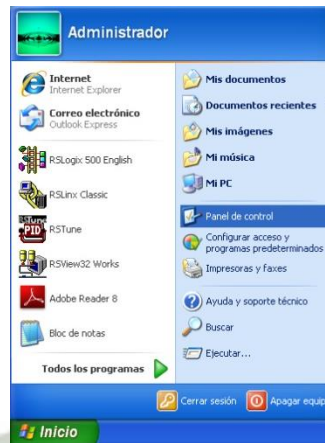 Administrador
Internet
Internet Explorer
Correo electrónico
Outlook Express
RSLogix 500 English
RSLinx Classic
RSTune
PID
RSTune
RSView32 Works
Adobe Reader 8
Bloc de notas
Todos los programas
Mis documentos
Documentos recientes
Mis imágenes
Mi música
Mi PC
Panel de control
Configurar acceso y
programas predeterminados
Impresoras y faxes
Ayuda y soporte técnico
Buscar
Ejecutar...
Cerrar sesión
Apagar equip
Inicio